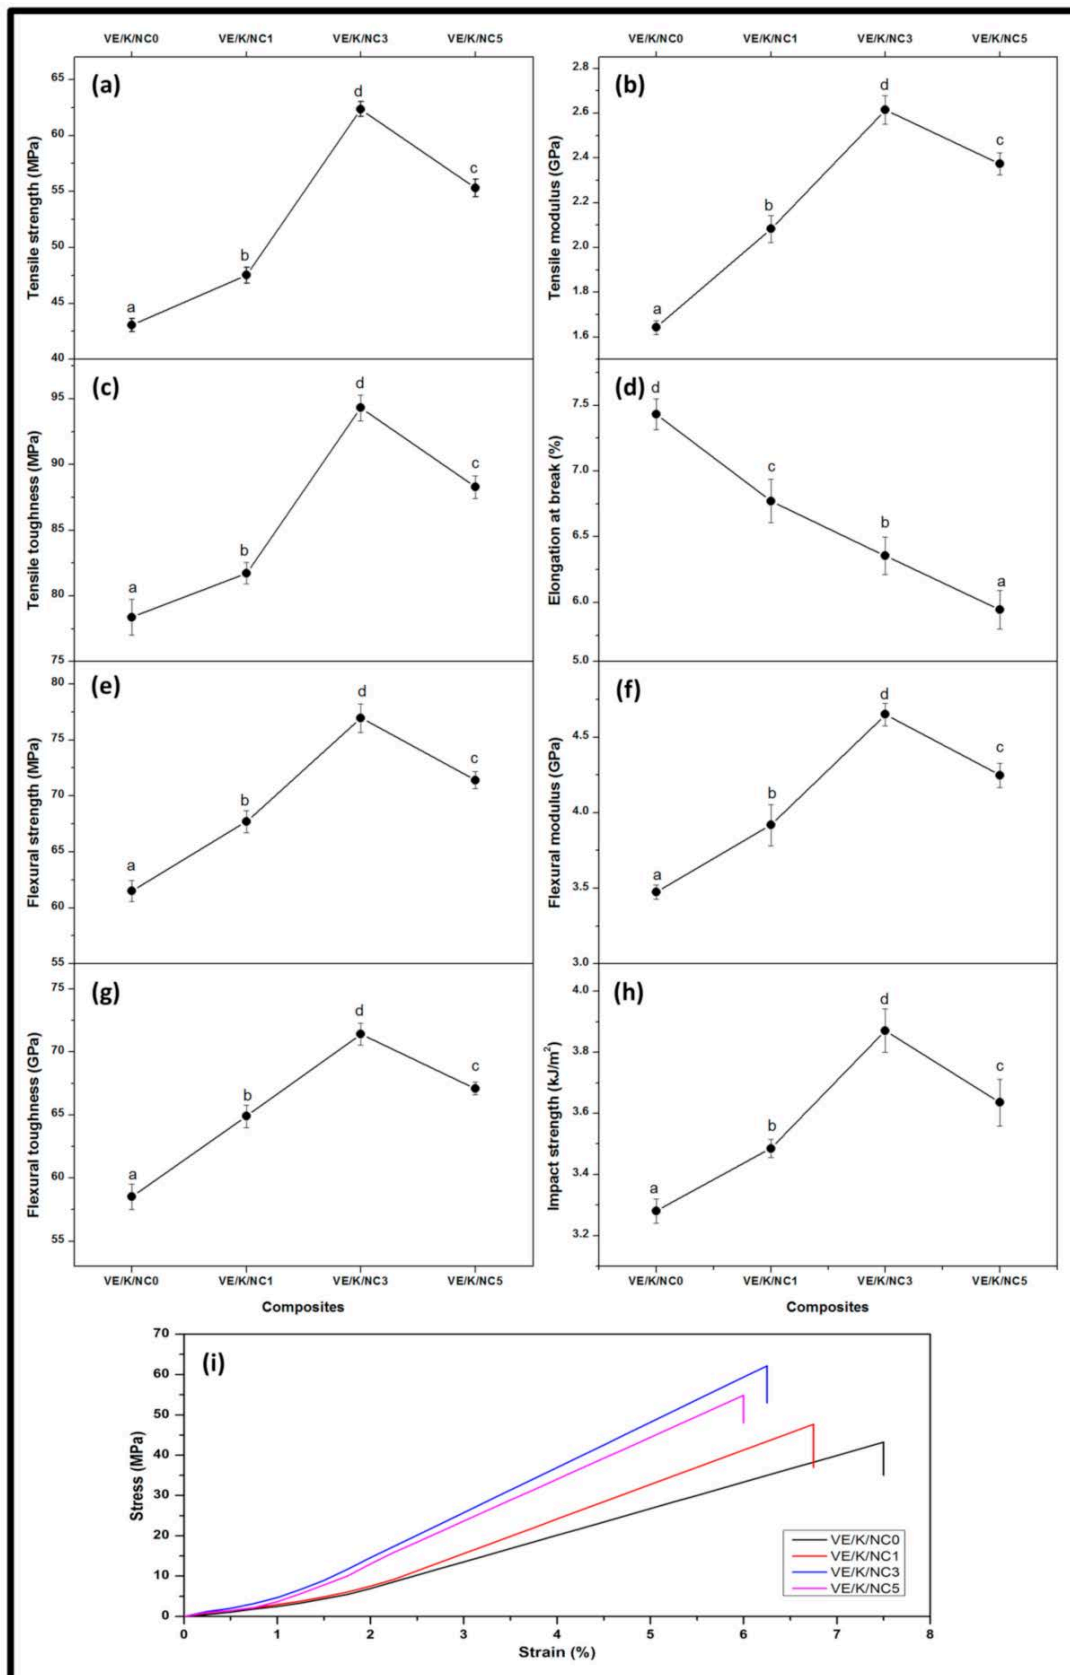 VE/K/NC0 VE/K/NC1 VE/K/NC3 VE/K/NC5
VE/K/NC0 VE/K/NC1 VE/K/NC3 VE/K/NC5
(a)
Tensile strength (MPa)
65
60
55
50
45
40
a
b
d
c
(b)
Tensile modulus (GPa)
2.8
2.6
2.4
2.2
2.0
1.8
1.6
a
b
d
c
(c)
Tensile toughness (MPa)
95
90
85
80
75
a
b
d
c
(d)
Elongation at break (%)
7.5
7.0
6.5
6.0
5.0
d
c
b
a
(e)
Flexural strength (MPa)
80
75
70
65
60
55
a
b
d
c
(f)
Flexural modulus (GPa)
4.5
4.0
3.5
3.0
a
b
d
c
(g)
Flexural toughness (GPa)
75
70
65
60
55
a
b
d
c
VE/K/NC0 VE/K/NC1 VE/K/NC3 VE/K/NC5
Composites
(h)
Impact strength (kJ/m²)
4.0
3.8
3.6
3.4
3.2
a
b
d
c
VE/K/NC0 VE/K/NC1 VE/K/NC3 VE/K/NC5
Composites
(i)
Stress (MPa)
70
60
50
40
30
20
10
0
0 1 2 3 4 5 6 7 8
Strain (%)
VE/K/NC0
VE/K/NC1
VE/K/NC3
VE/K/NC5